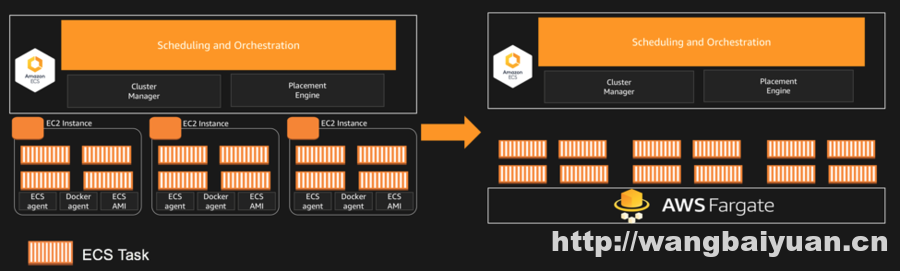 Scheduling and Orchestration
Amazon
ECS
Cluster
Manager
Placement
Engine
EC2 Instance
EC2 Instance
EC2 Instance
ECS
agent
Docker
agent
ECS
AMI
ECS
agent
Docker
agent
ECS
AMI
ECS
agent
Docker
agent
ECS
AMI
ECS Task
Scheduling and Orchestration
Amazon
ECS
Cluster
Manager
Placement
Engine
AWS Fargate
http://wangbaiyuan.cn